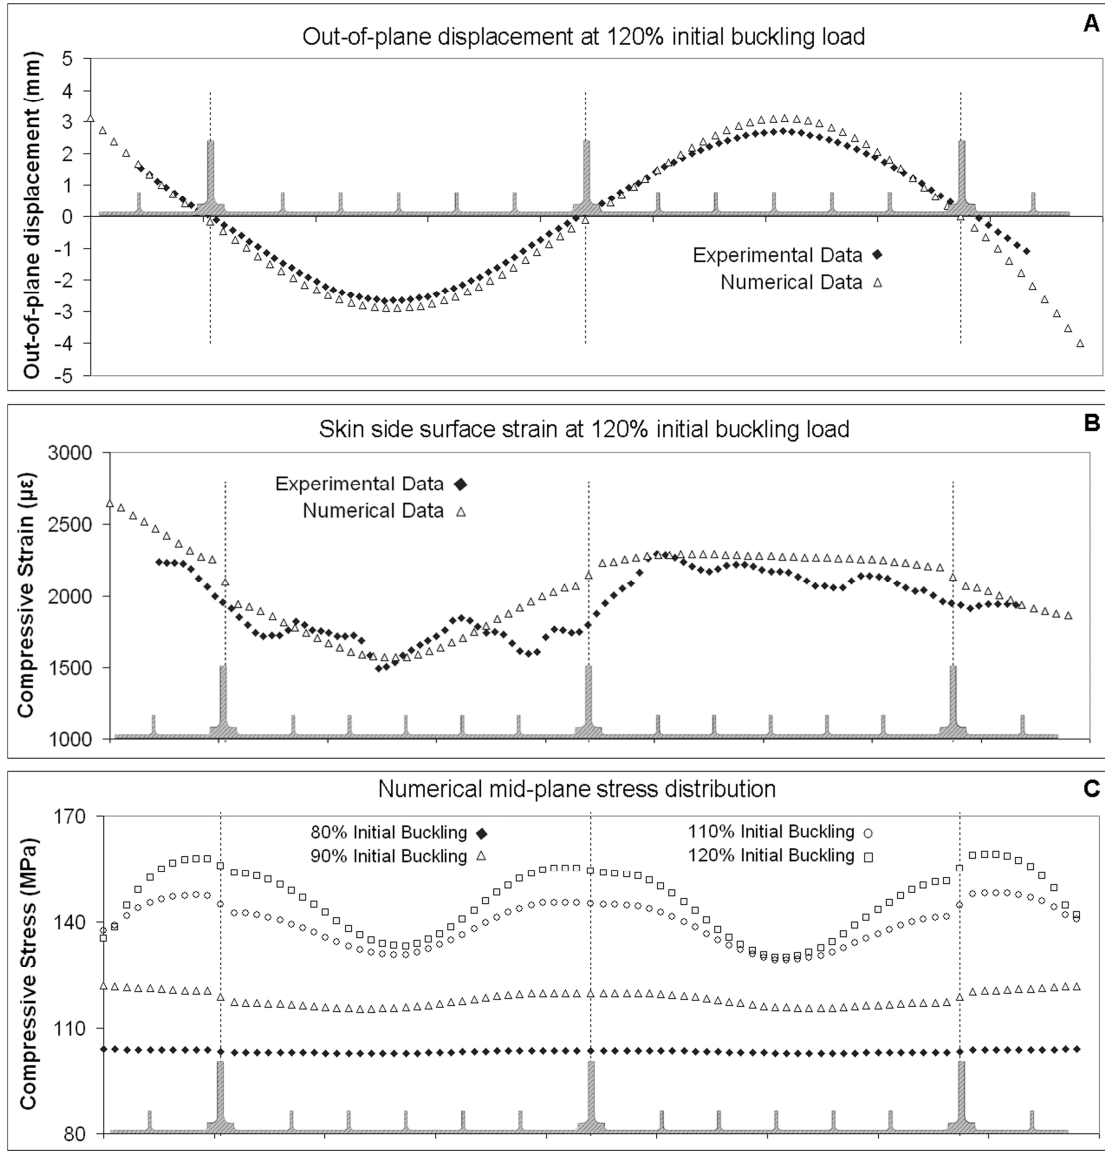 A
Out-of-plane displacement at 120% initial buckling load
Out-of-plane displacement (mm)
5
4
3
2
1
0
-1
-2
-3
-4
-5
Experimental Data
Numerical Data
B
Skin side surface strain at 120% initial buckling load
Compressive Strain (µε)
3000
2500
2000
1500
1000
Experimental Data
Numerical Data
C
Numerical mid-plane stress distribution
Compressive Stress (MPa)
170
140
110
80
80% Initial Buckling
90% Initial Buckling
110% Initial Buckling
120% Initial Buckling